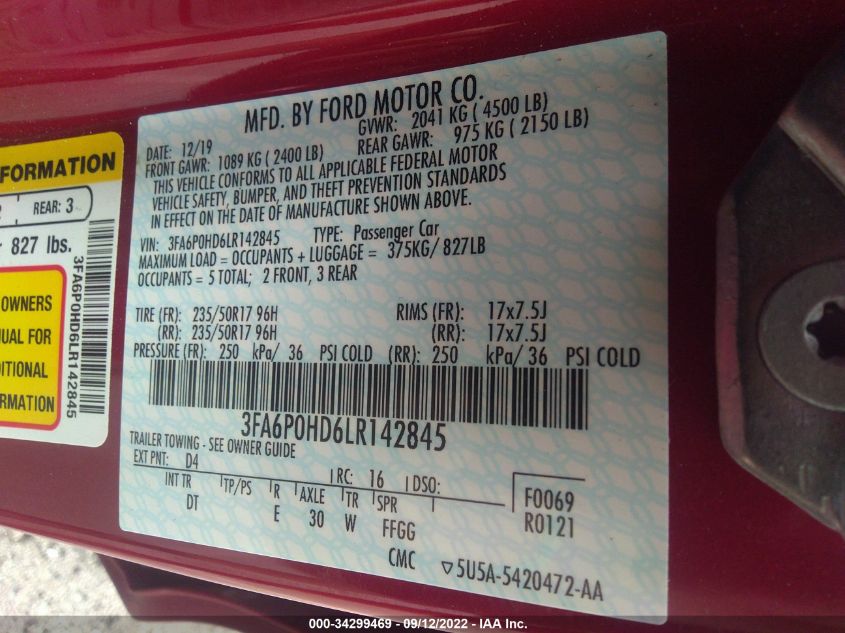 MFD. BY FORD MOTOR CO.
DATE: 12/19 GVWR: 2041 KG ( 4500 LB)
FRONT GAWR: 1089 KG ( 2400 LB) REAR GAWR: 975 KG ( 2150 LB)
THIS VEHICLE CONFORMS TO ALL APPLICABLE FEDERAL MOTOR
VEHICLE SAFETY, BUMPER, AND THEFT PREVENTION STANDARDS
IN EFFECT ON THE DATE OF MANUFACTURE SHOWN ABOVE.
VIN: 3FA6P0HD6LR142845 TYPE: Passenger Car
MAXIMUM LOAD = OCCUPANTS + LUGGAGE = 375KG/ 827LB
OCCUPANTS = 5 TOTAL; 2 FRONT, 3 REAR
TIRE (FR): 235/50R17 96H RIMS (FR): 17x7.5J
(RR): 235/50R17 96H (RR): 17x7.5J
PRESSURE (FR): 250 kPa/ 36 PSI COLD (RR): 250 kPa/ 36 PSI COLD
3FA6P0HD6LR142845
TRAILER TOWING - SEE OWNER GUIDE
EXT PNT: D4 RC: 16 DSO:
INT TR TP/PS R AXLE TR SPR F0069
DT E 30 W FFGG R0121
CMC 5U5A-5420472-AA
FORMATION
REAR: 3
827 lbs.
3FA6P0HD6LR142845
OWNERS
UAL FOR
DITIONAL
ORMATION
000-34299469 - 09/12/2022 - IAA Inc.